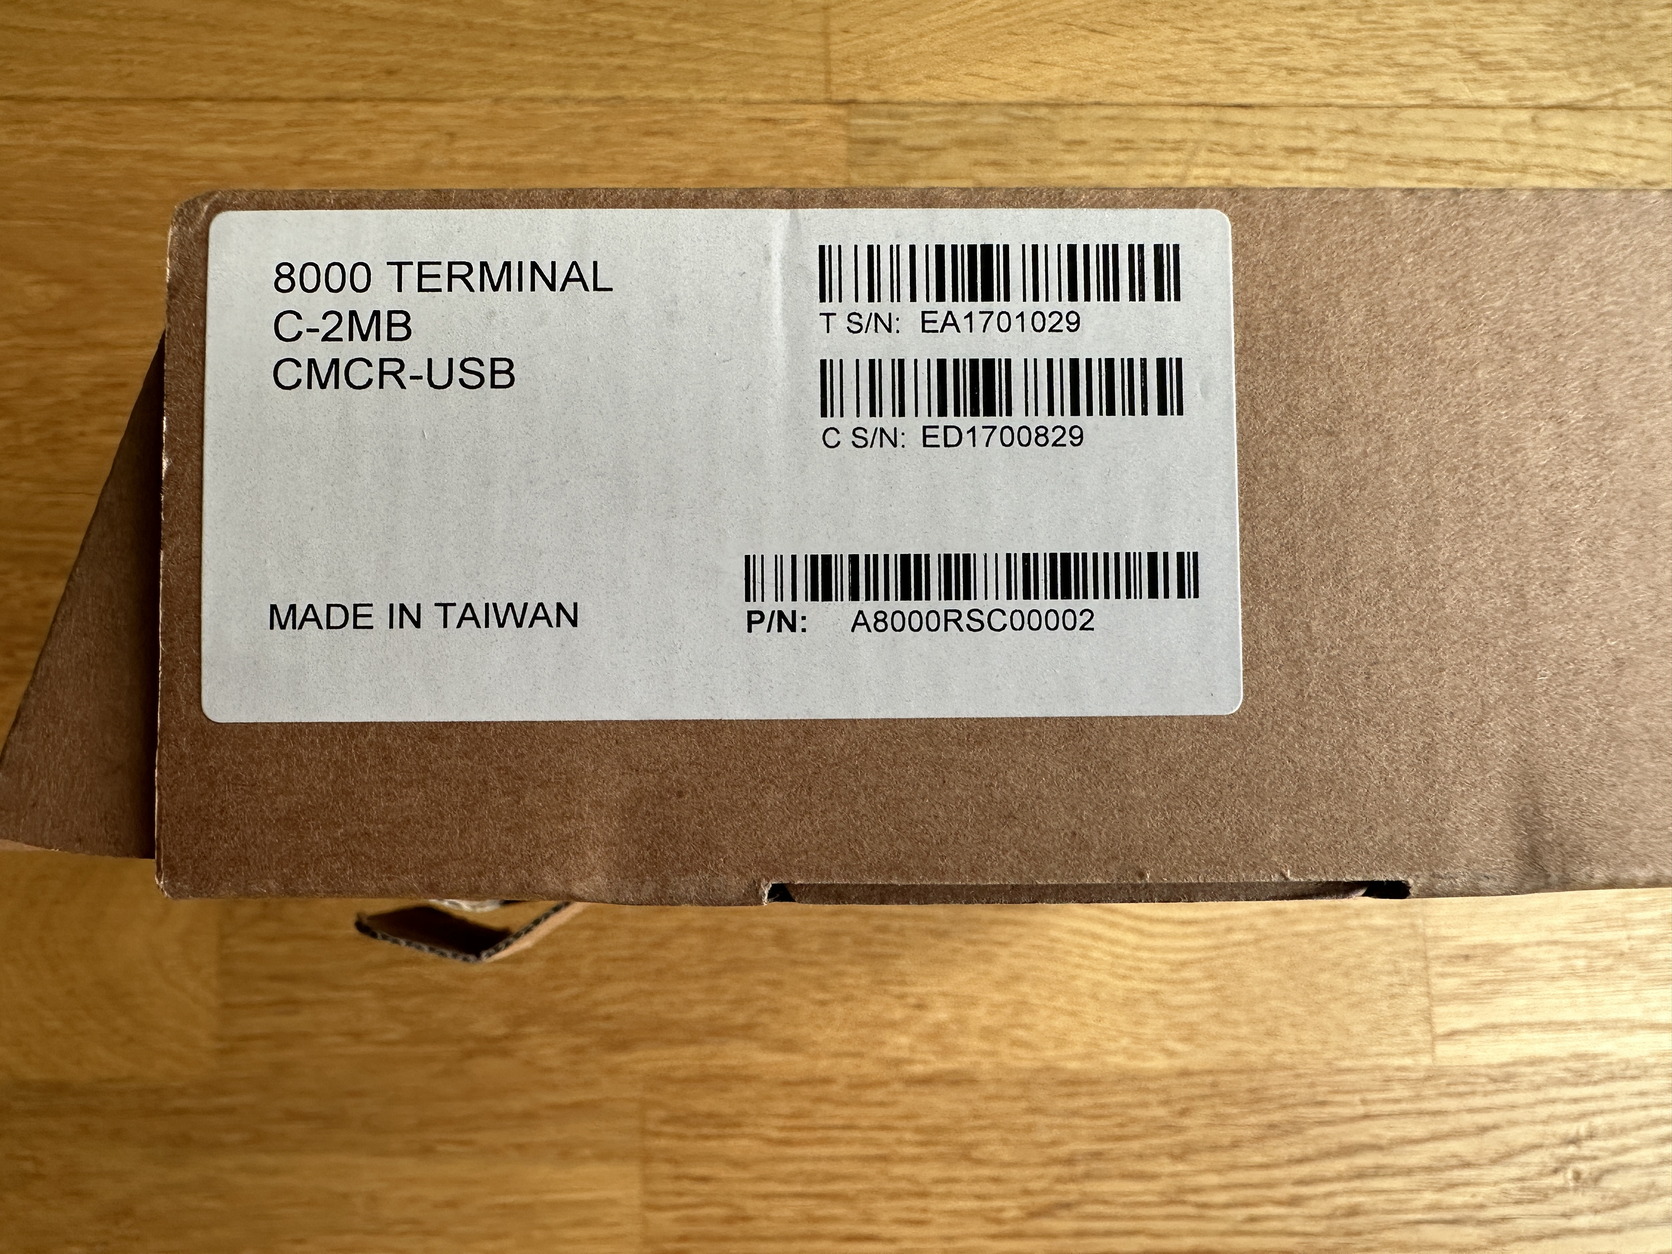 8000 TERMINAL
C-2MB
CMCR-USB
T S/N: EA1701029
C S/N: ED1700829
MADE IN TAIWAN
P/N: A8000RSC00002